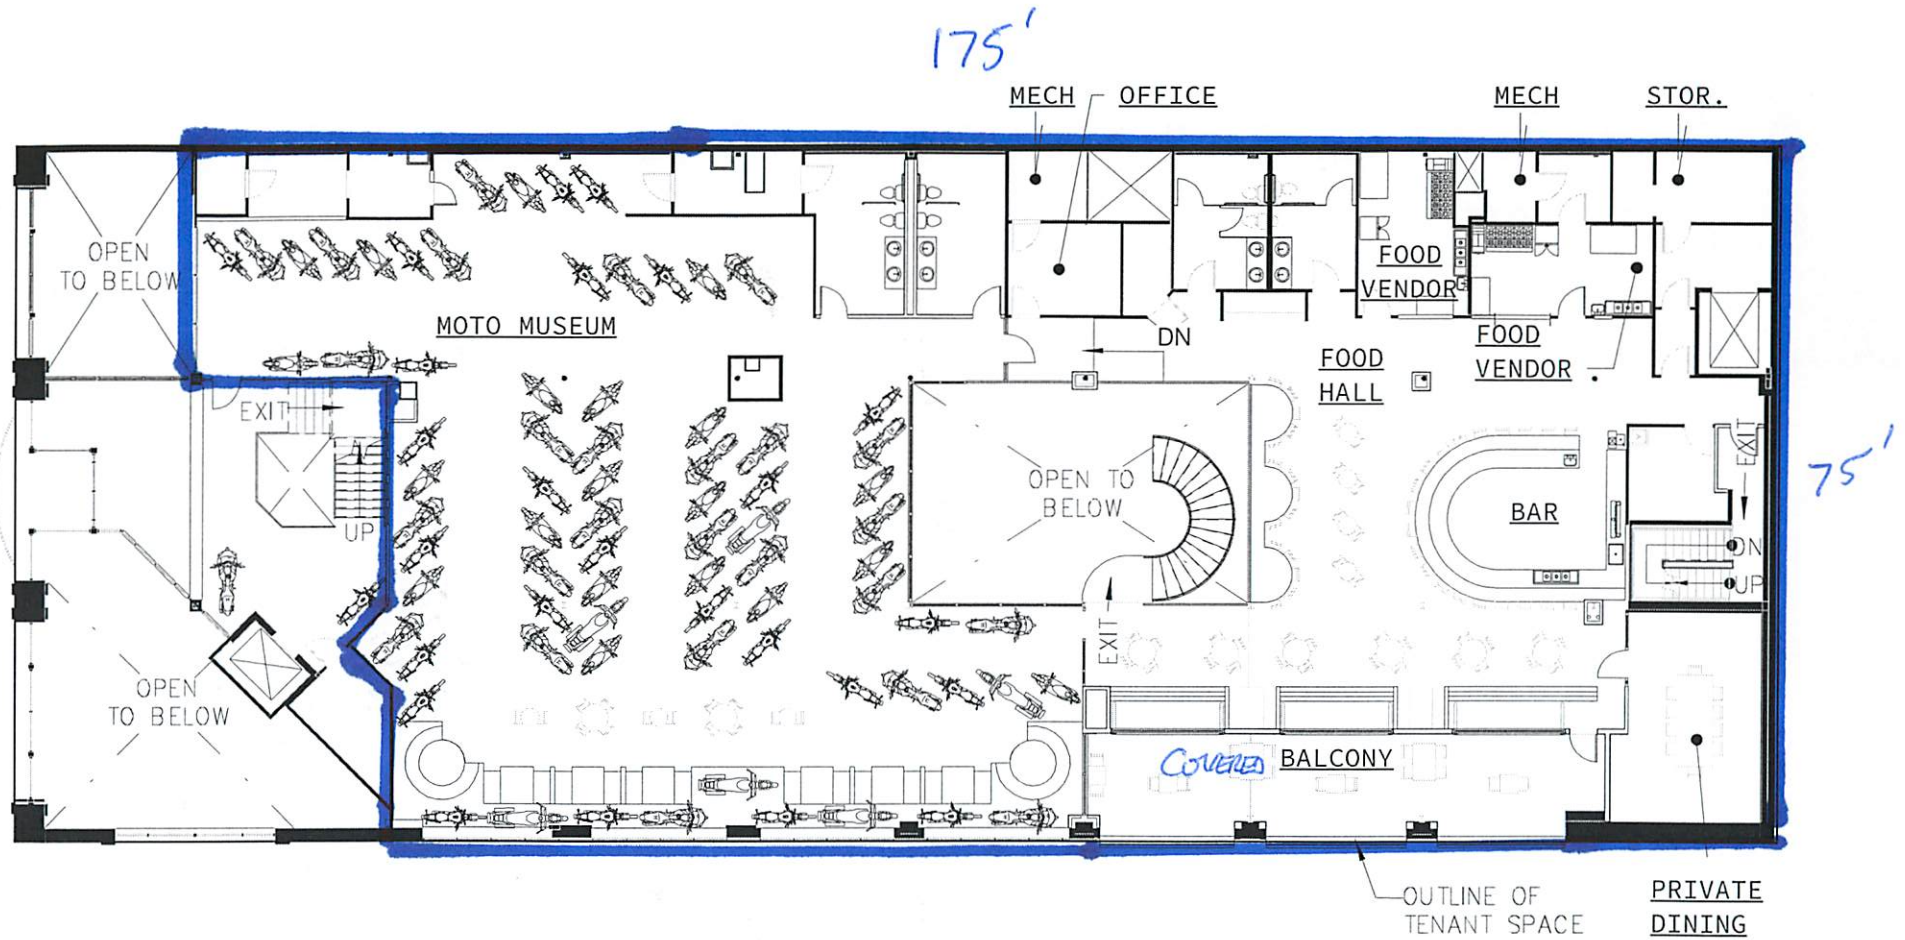 175'
MECH OFFICE
MECH
STOR.
OPEN
TO BELOW
MOTO MUSEUM
FOOD
VENDOR
DN
FOOD
VENDOR
FOOD
HALL
EXIT
UP
OPEN TO
BELOW
BAR
EXIT
75'
DN
UP
EXIT
OPEN
TO BELOW
COVERED BALCONY
OUTLINE OF
TENANT SPACE
PRIVATE
DINING